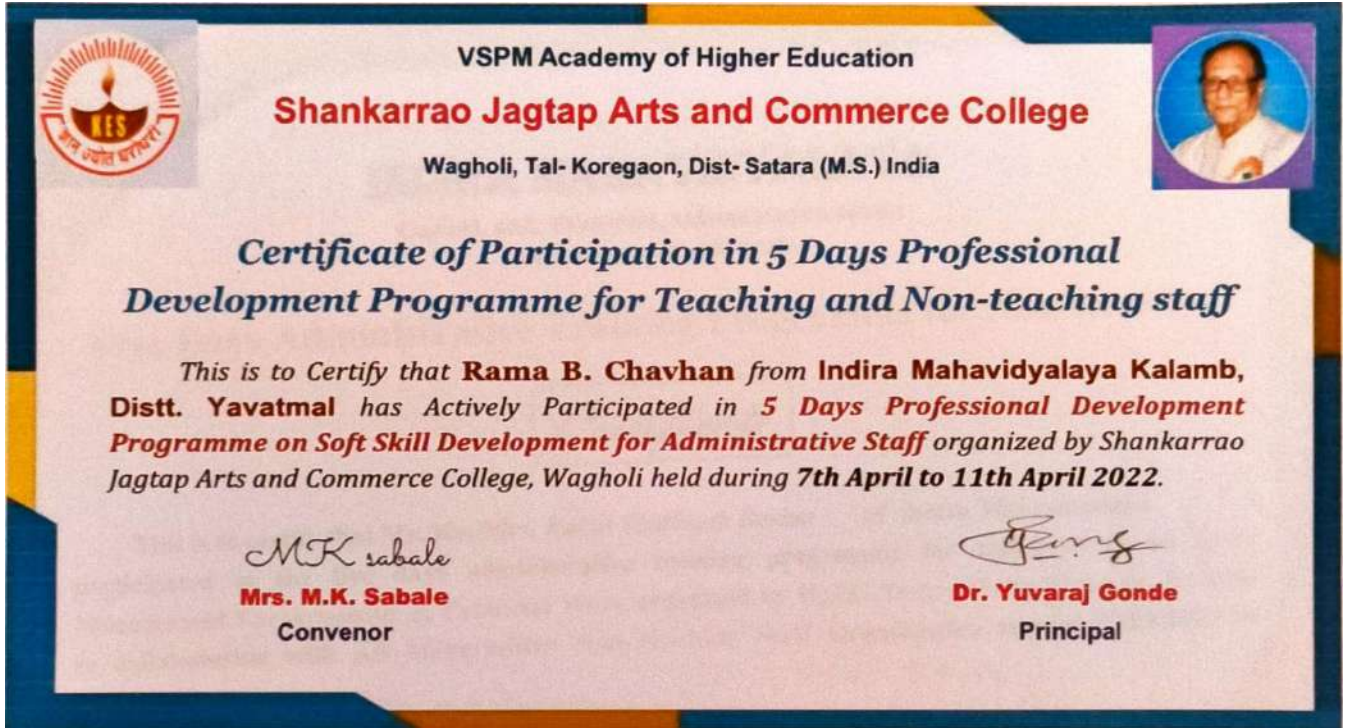 VSPM Academy of Higher Education
Shankarrao Jagtap Arts and Commerce College
Wagholi, Tal- Koregaon, Dist- Satara (M.S.) India
KES
ज्ञान ज्योत घरोघरी
Certificate of Participation in 5 Days Professional
Development Programme for Teaching and Non-teaching staff
This is to Certify that Rama B. Chavhan from Indira Mahavidyalaya Kalamb,
Distt. Yavatmal has Actively Participated in 5 Days Professional Development
Programme on Soft Skill Development for Administrative Staff organized by Shankarrao
Jagtap Arts and Commerce College, Wagholi held during 7th April to 11th April 2022.
MK sabale
Mrs. M.K. Sabale
Convenor
Dr. Yuvaraj Gonde
Principal